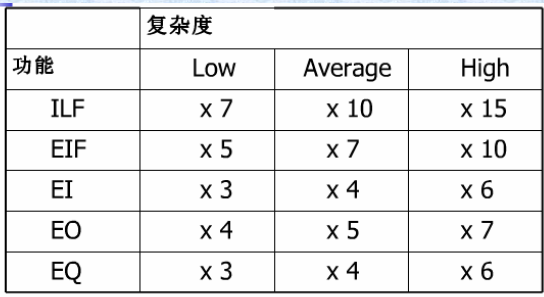 复杂度
功能 Low Average High
ILF x 7 x 10 x 15
EIF x 5 x 7 x 10
EI x 3 x 4 x 6
EO x 4 x 5 x 7
EQ x 3 x 4 x 6